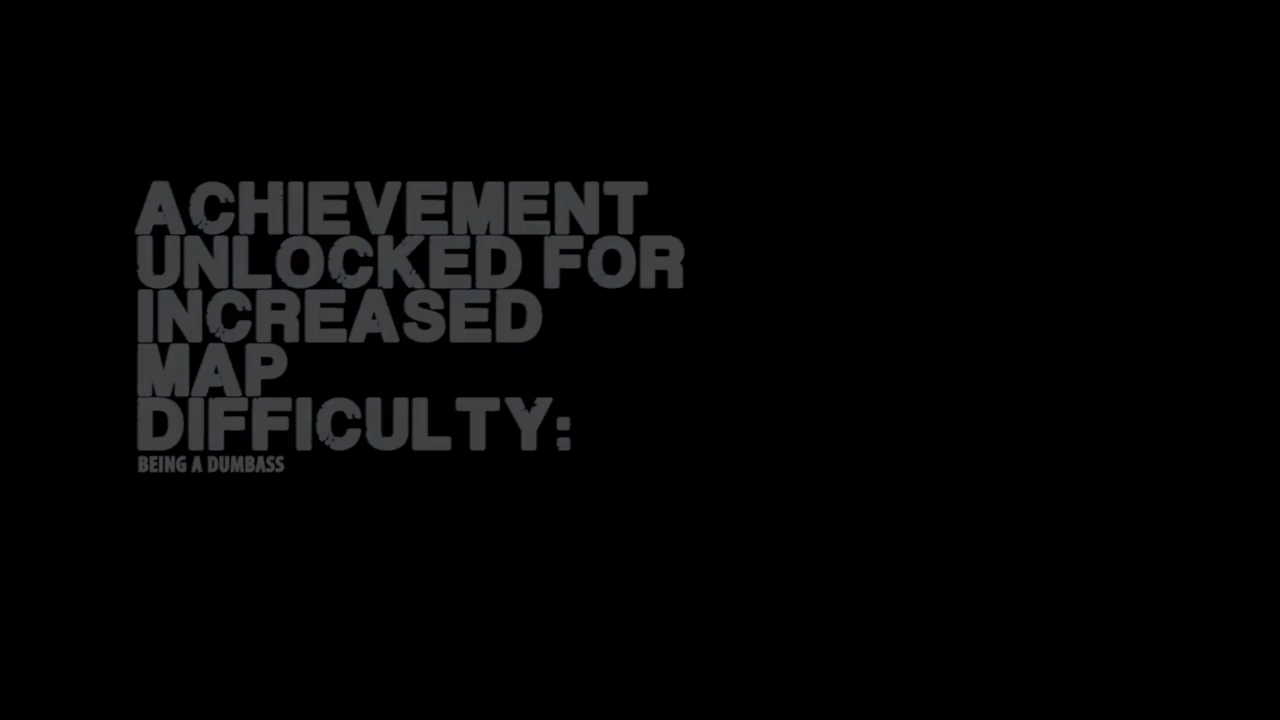 ACHIEVEMENT
UNLOCKED FOR
INCREASED
MAP
DIFFICULTY:
BEING A DUMBASS